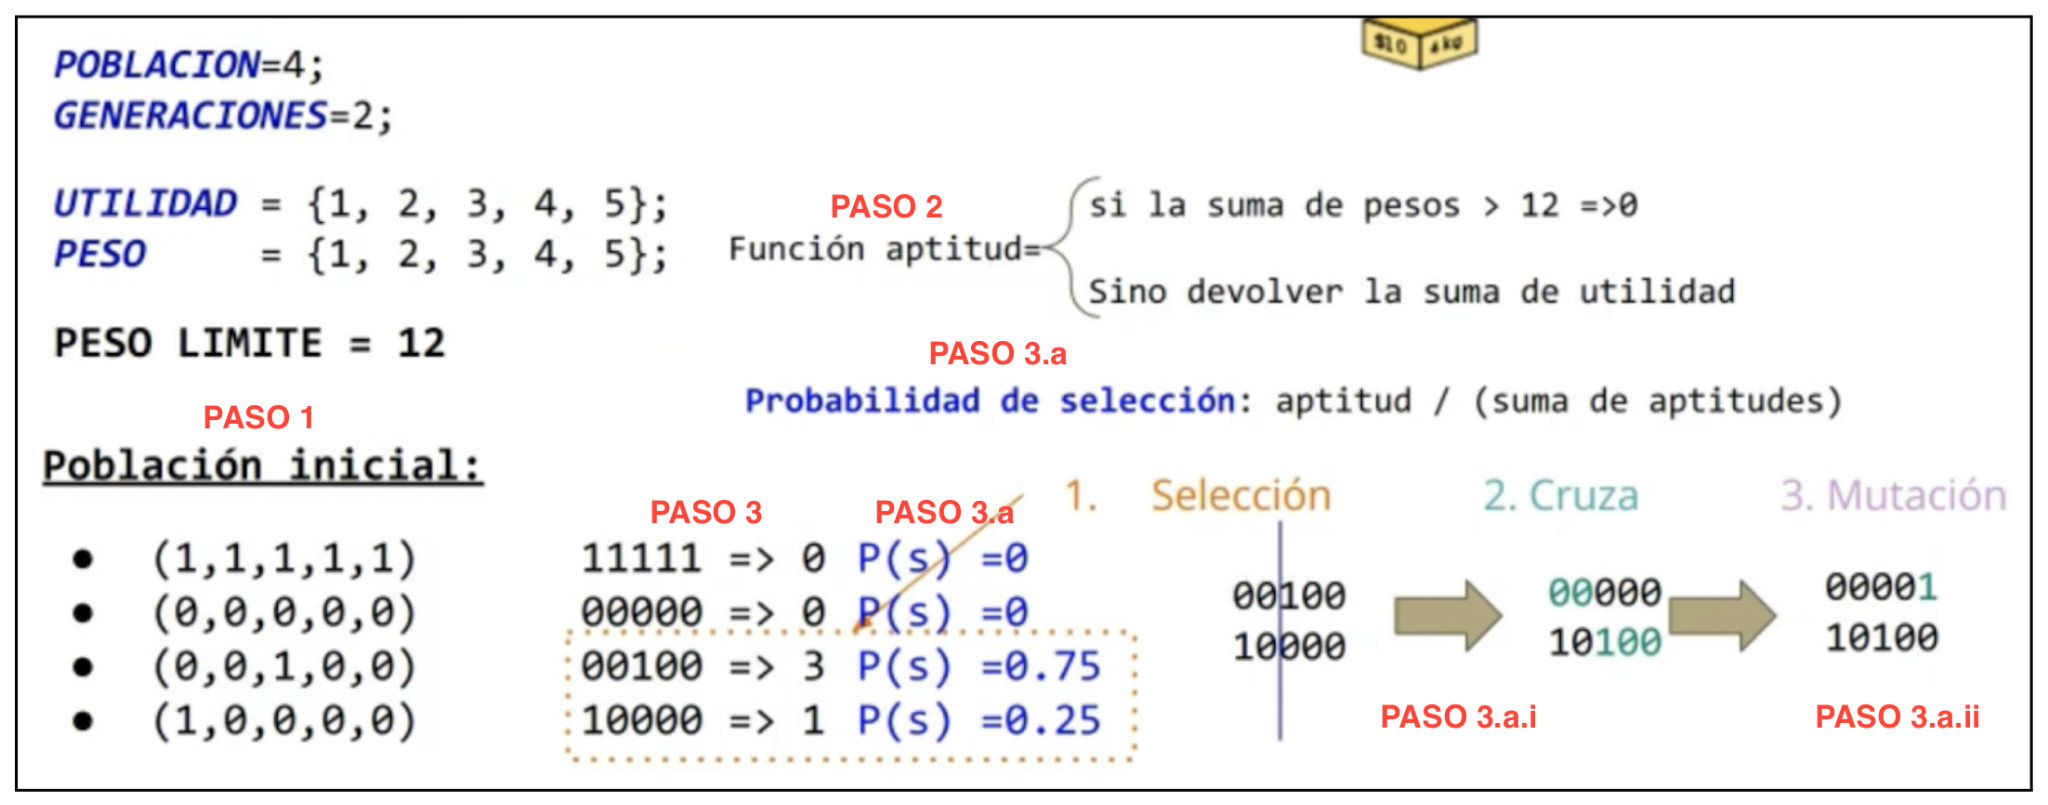 $10 4kg
POBLACION=4;
GENERACIONES=2;
UTILIDAD = {1, 2, 3, 4, 5};
PESO = {1, 2, 3, 4, 5};
PESO LIMITE = 12
PASO 2
Función aptitud=
si la suma de pesos > 12 =>0
Sino devolver la suma de utilidad
PASO 3.a
Probabilidad de selección: aptitud / (suma de aptitudes)
PASO 1
Población inicial:
● (1,1,1,1,1)
● (0,0,0,0,0)
● (0,0,1,0,0)
● (1,0,0,0,0)
PASO 3 PASO 3.a
11111 => 0 P(s) =0
00000 => 0 P(s) =0
00100 => 3 P(s) =0.75
10000 => 1 P(s) =0.25
1. Selección
00100
10000
2. Cruza
00000
10100
PASO 3.a.i
3. Mutación
00001
10100
PASO 3.a.ii